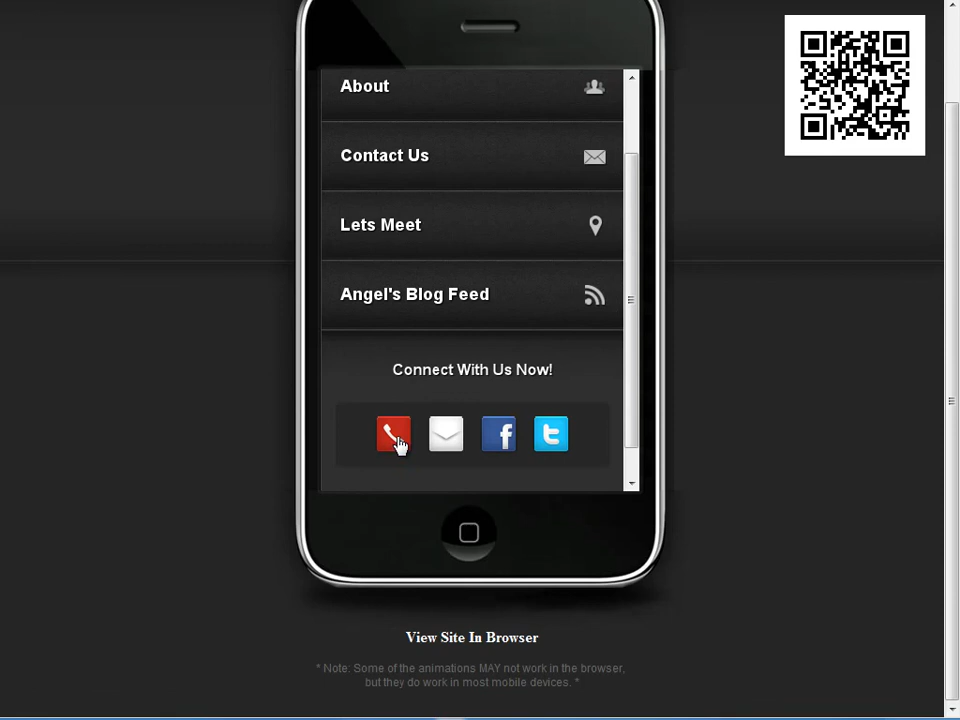 About
Contact Us
Lets Meet
Angel's Blog Feed
Connect With Us Now!
View Site In Browser
* Note: Some of the animations MAY not work in the browser,
but they do work in most mobile devices. *